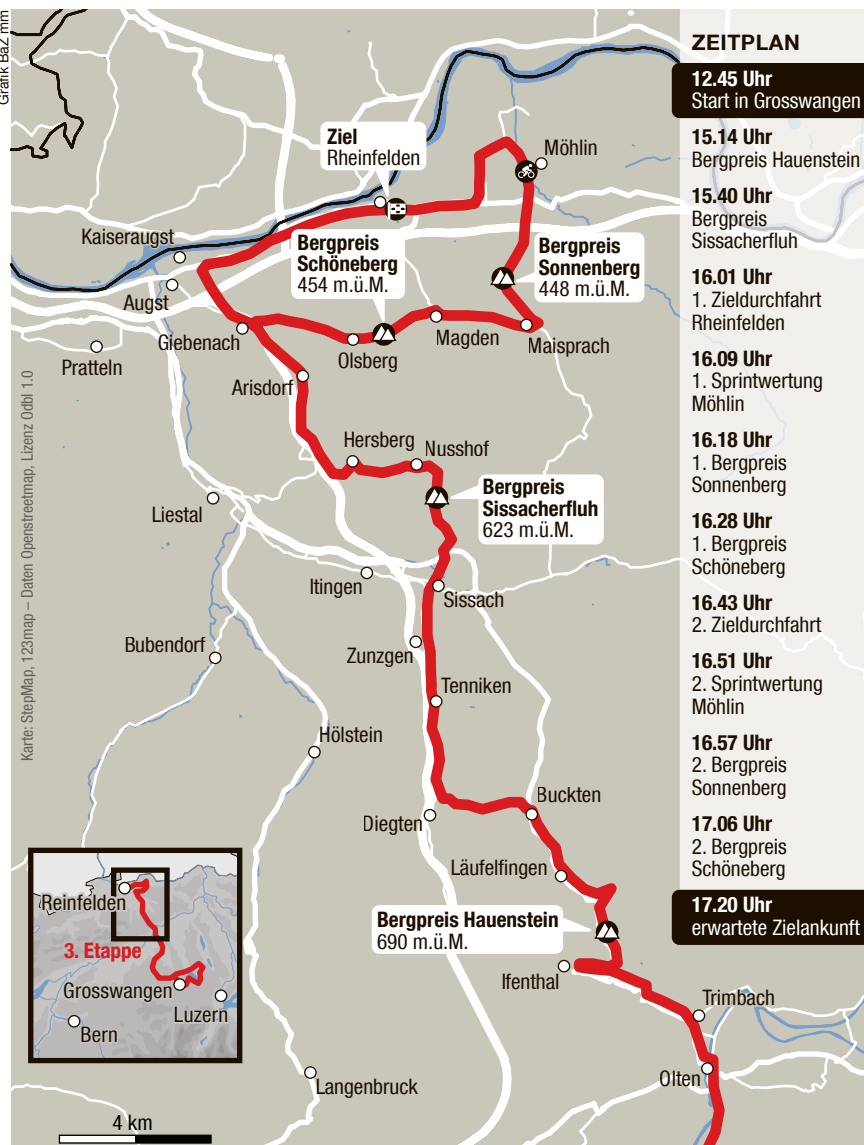 Grafik BaZ mm
Ziel
Rheinfelden
Möhlin
Kaiseraugst
Bergpreis
Schöneberg
454 m.ü.M.
Bergpreis
Sonnenberg
448 m.ü.M.
Augst
Giebenach
Olsberg
Magden
Maisprach
Pratteln
Arisdorf
Hersberg
Nusshof
Bergpreis
Sissacherfluh
623 m.ü.M.
Liestal
Itingen
Sissach
Bubendorf
Zunzgen
Tenniken
Hölstein
Buckten
Diegten
Läufelfingen
Bergpreis Hauenstein
690 m.ü.M.
Ifenthal
Trimbach
Olten
Langenbruck
Reinfelden
3. Etappe
Grosswangen
Luzern
Bern
4 km
Karte: StepMap, 123map – Daten Openstreetmap, Lizenz Odbl 1.0
ZEITPLAN
12.45 Uhr
Start in Grosswangen
15.14 Uhr
Bergpreis Hauenstein
15.40 Uhr
Bergpreis
Sissacherfluh
16.01 Uhr
1. Zieldurchfahrt
Rheinfelden
16.09 Uhr
1. Sprintwertung
Möhlin
16.18 Uhr
1. Bergpreis
Sonnenberg
16.28 Uhr
1. Bergpreis
Schöneberg
16.43 Uhr
2. Zieldurchfahrt
16.51 Uhr
2. Sprintwertung
Möhlin
16.57 Uhr
2. Bergpreis
Sonnenberg
17.06 Uhr
2. Bergpreis
Schöneberg
17.20 Uhr
erwartete Zielankunft